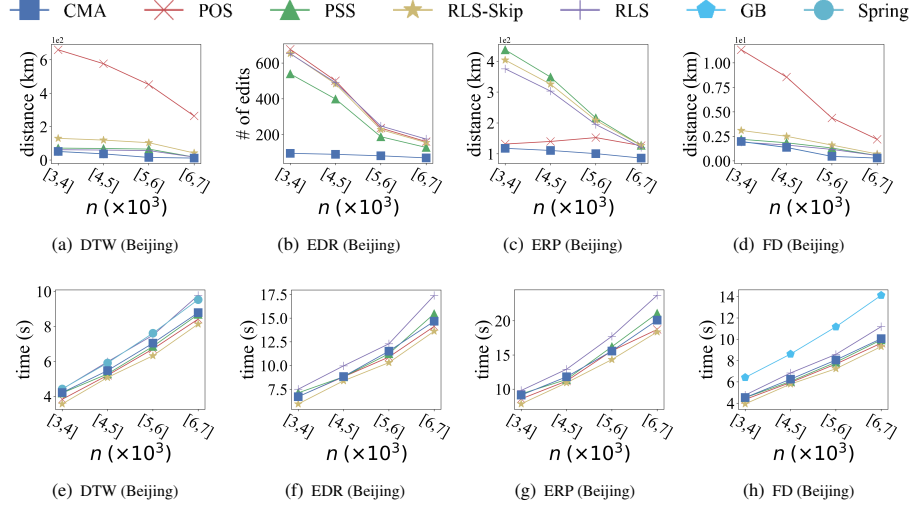 CMA POS PSS RLS-Skip RLS GB Spring
1e2
distance (km)
6
4
2
0
[3,4] [4,5] [5,6] [6,7]
n (×10³)
(a) DTW (Beijing)
# of edits
600
400
200
[3,4] [4,5] [5,6] [6,7]
n (×10³)
(b) EDR (Beijing)
1e2
distance (km)
4
3
2
1
[3,4] [4,5] [5,6] [6,7]
n (×10³)
(c) ERP (Beijing)
1e1
distance (km)
1.00
0.75
0.50
0.25
0.00
[3,4] [4,5] [5,6] [6,7]
n (×10³)
(d) FD (Beijing)
time (s)
10
8
6
4
[3,4] [4,5] [5,6] [6,7]
n (×10³)
(e) DTW (Beijing)
time (s)
17.5
15.0
12.5
10.0
7.5
[3,4] [4,5] [5,6] [6,7]
n (×10³)
(f) EDR (Beijing)
time (s)
20
15
10
[3,4] [4,5] [5,6] [6,7]
n (×10³)
(g) ERP (Beijing)
time (s)
14
12
10
8
6
4
[3,4] [4,5] [5,6] [6,7]
n (×10³)
(h) FD (Beijing)